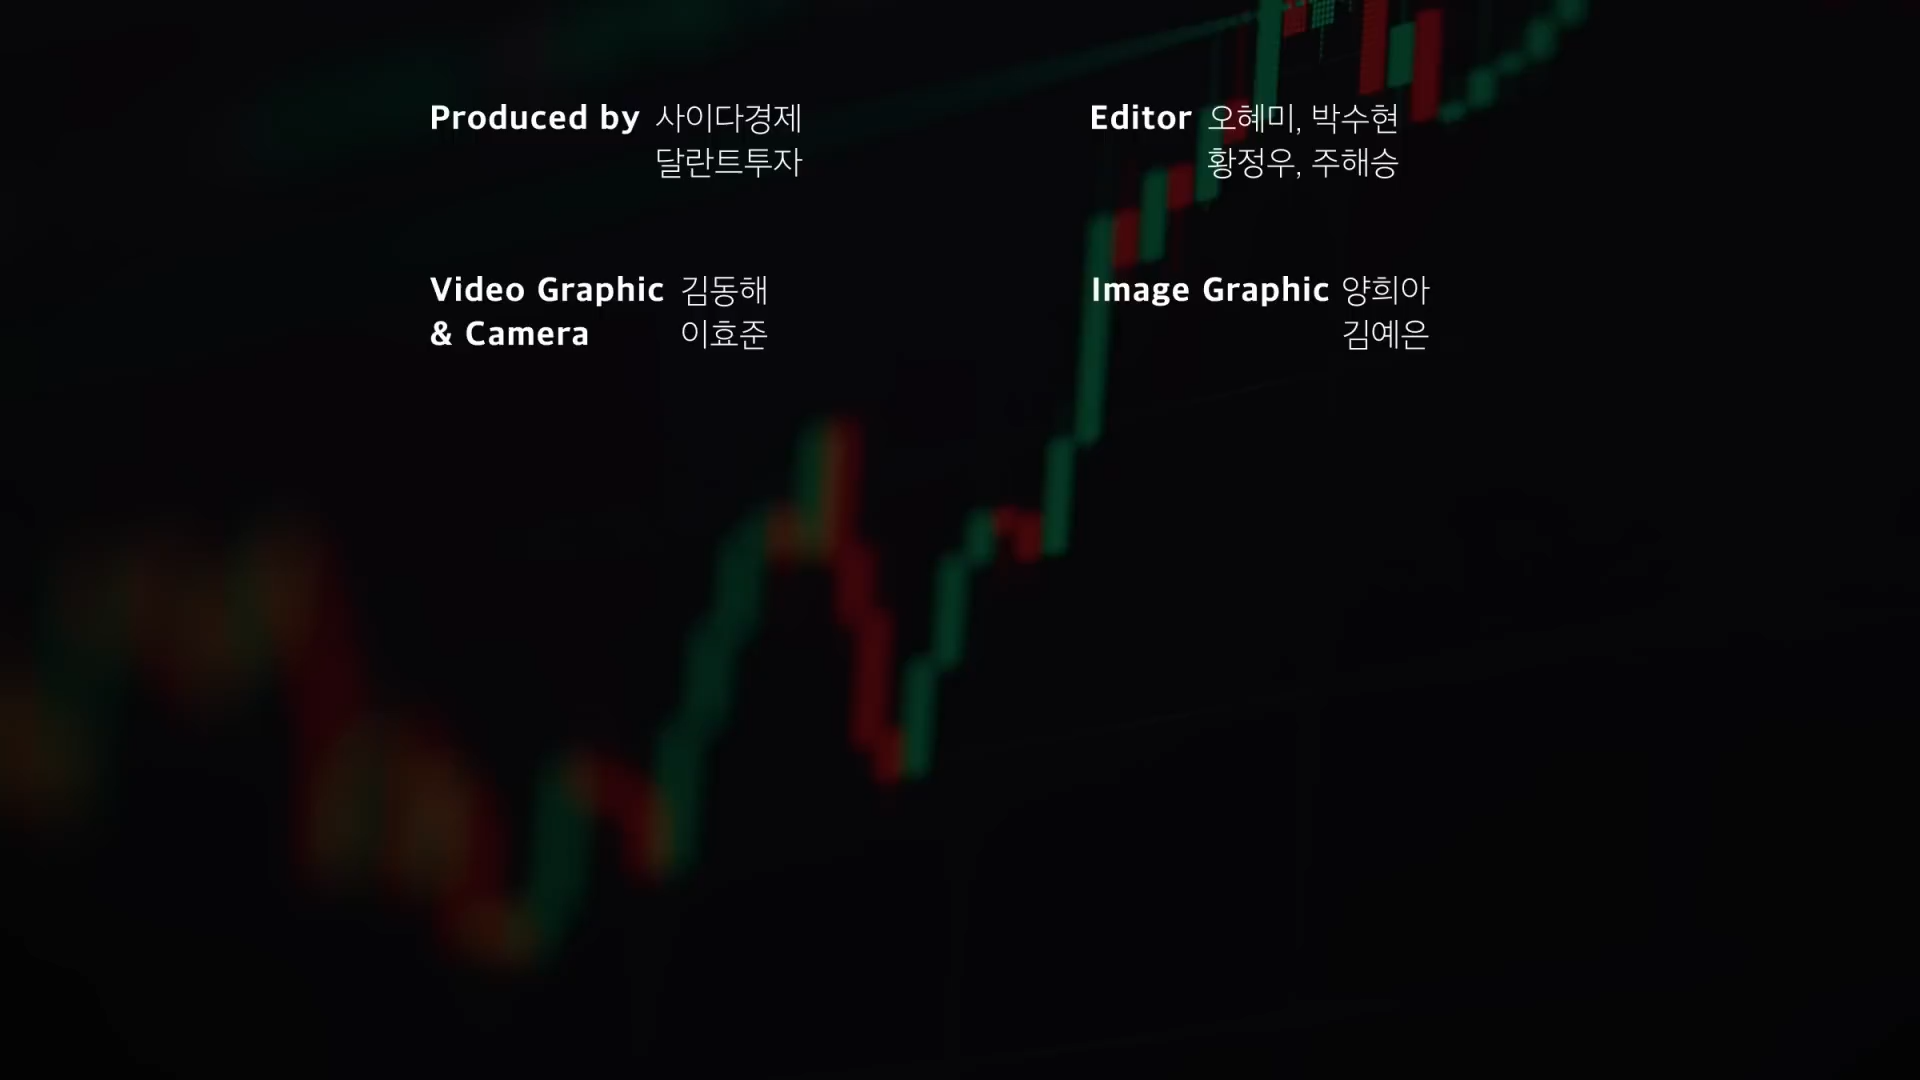 Produced by 사이다경제
달란트투자
Editor 오혜미, 박수현
황정우, 주해승
Video Graphic 김동해
& Camera 이효준
Image Graphic 양희아
김예은